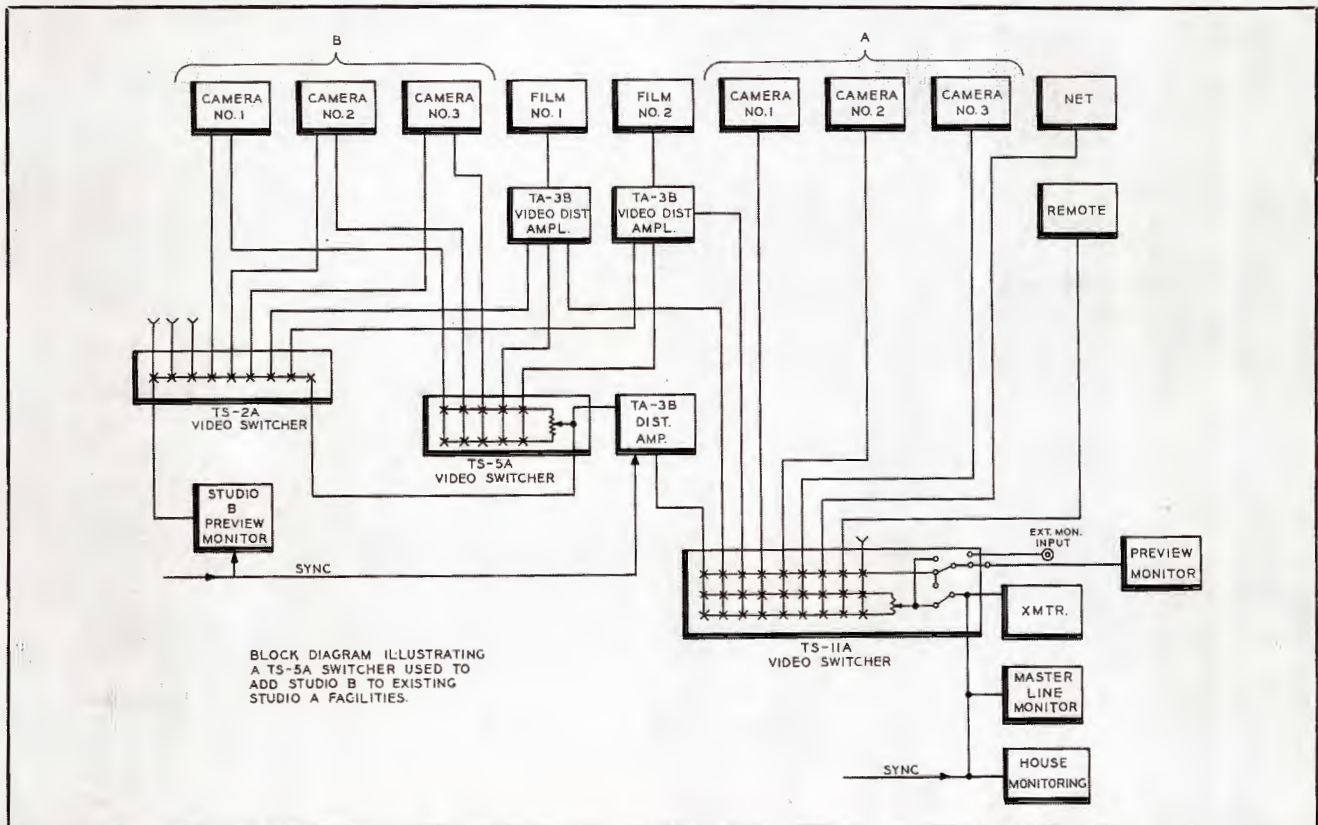 B
A
CAMERA
NO. 1
CAMERA
NO. 2
CAMERA
NO. 3
FILM
NO. 1
FILM
NO. 2
CAMERA
NO. 1
CAMERA
NO. 2
CAMERA
NO. 3
NET
TA-3B
VIDEO DIST
AMPL.
TA-3B
VIDEO DIST
AMPL.
REMOTE
TS-2A
VIDEO SWITCHER
TS-5A
VIDEO SWITCHER
TA-3B
DIST.
AMP.
STUDIO
B
PREVIEW
MONITOR
SYNC
EXT. MON.
INPUT
PREVIEW
MONITOR
XMTR.
TS-11A
VIDEO SWITCHER
MASTER
LINE
MONITOR
SYNC
HOUSE
MONITORING
BLOCK DIAGRAM ILLUSTRATING
A TS-5A SWITCHER USED TO
ADD STUDIO B TO EXISTING
STUDIO A FACILITIES.